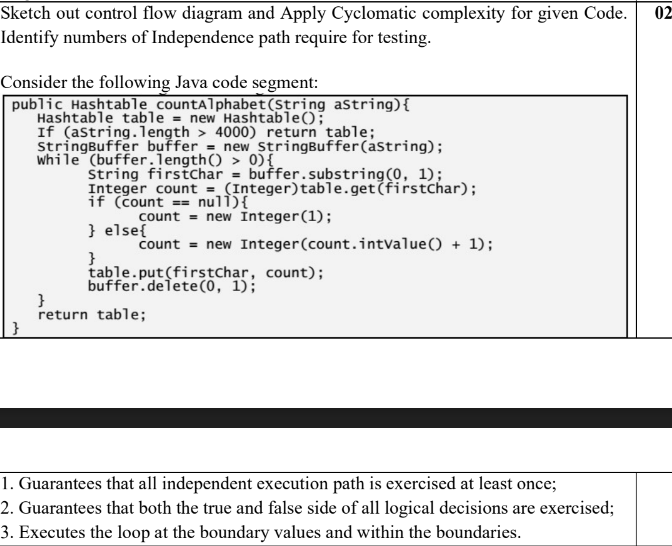 Sketch out control flow diagram and Apply Cyclomatic complexity for given Code. 02
Identify numbers of Independence path require for testing.
Consider the following Java code segment:
public Hashtable countAlphabet(String aString){
Hashtable table = new Hashtable();
If (aString.length > 4000) return table;
StringBuffer buffer = new StringBuffer(aString);
While (buffer.length() > 0){
String firstChar = buffer.substring(0, 1);
Integer count = (Integer)table.get(firstChar);
if (count == null){
count = new Integer(1);
} else{
count = new Integer(count.intValue() + 1);
}
table.put(firstChar, count);
buffer.delete(0, 1);
}
return table;
}
1. Guarantees that all independent execution path is exercised at least once;
2. Guarantees that both the true and false side of all logical decisions are exercised;
3. Executes the loop at the boundary values and within the boundaries.